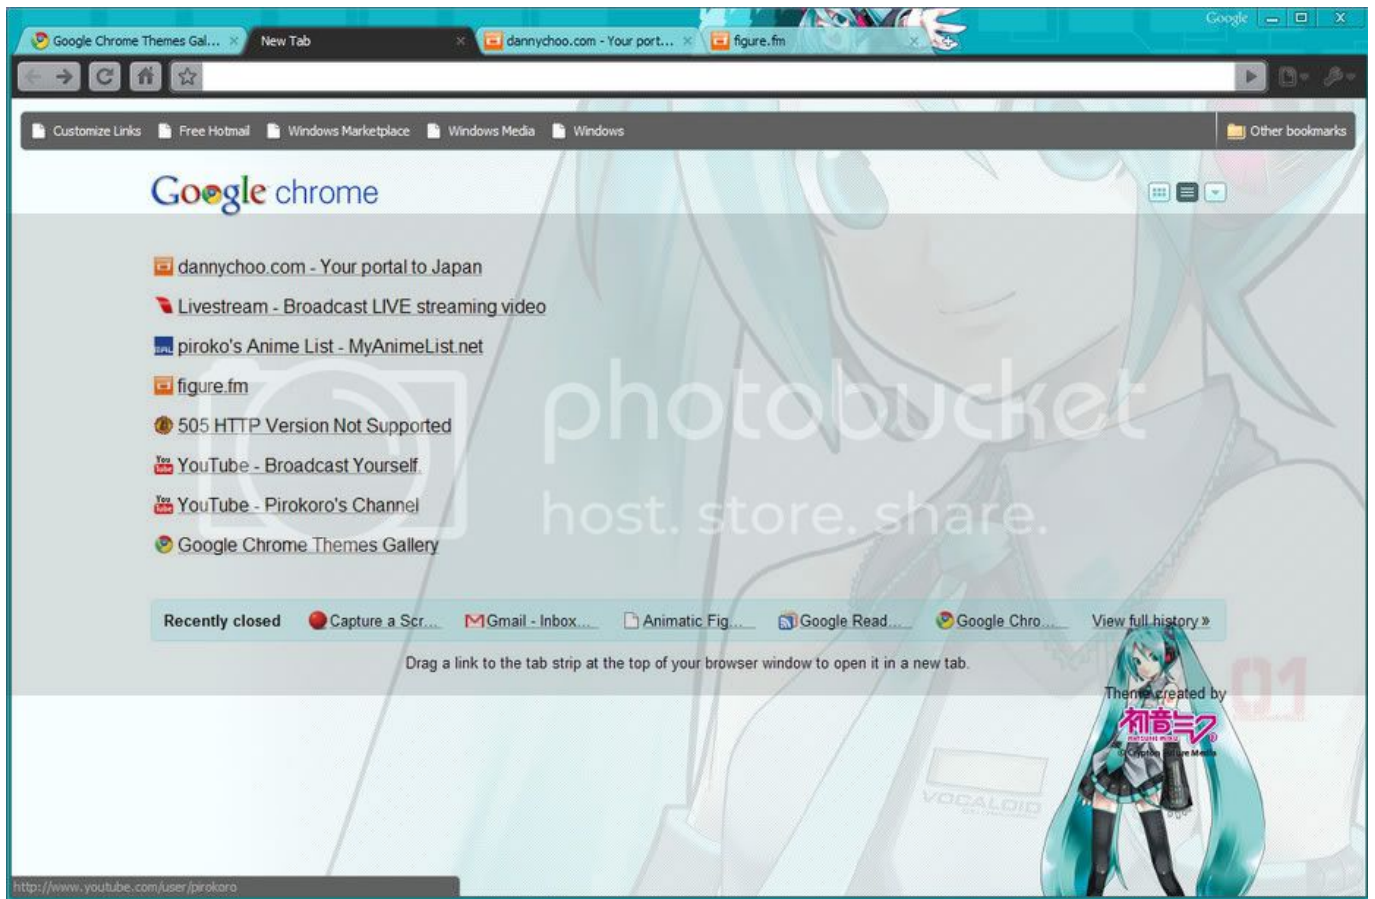 Google
Google Chrome Themes Gal...
New Tab
dannychoo.com - Your port...
figure.fm
Customize Links
Free Hotmail
Windows Marketplace
Windows Media
Windows
Other bookmarks
Google chrome
dannychoo.com - Your portal to Japan
Livestream - Broadcast LIVE streaming video
piroko's Anime List - MyAnimeList.net
figure.fm
505 HTTP Version Not Supported
YouTube - Broadcast Yourself.
YouTube - Pirokoro's Channel
Google Chrome Themes Gallery
photobucket
host. store. share.
Recently closed
Capture a Scr...
Gmail - Inbox...
Animatic Fig...
Google Read...
Google Chro...
View full history »
Drag a link to the tab strip at the top of your browser window to open it in a new tab.
01
Theme created by
初音ミク
HATSUNE MIKU
© Crypton Future Media
VOCALOID
http://www.youtube.com/user/pirokoro